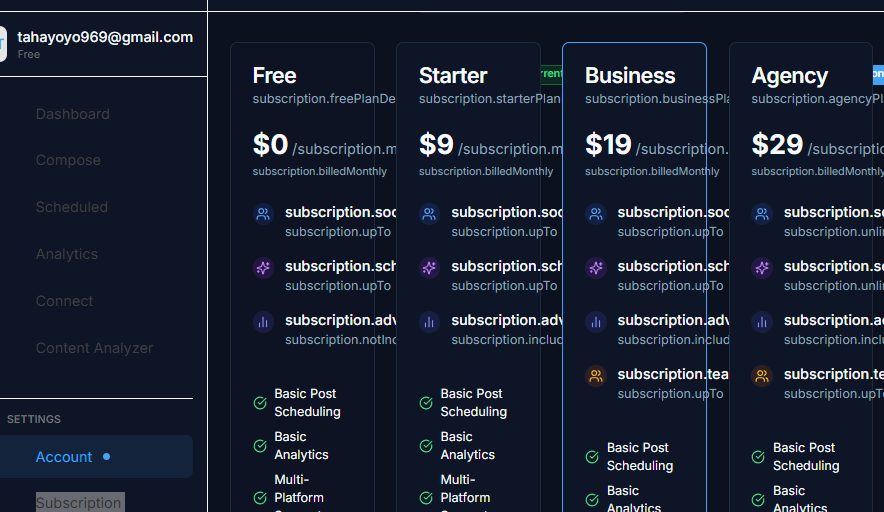 T
tahayoyo969@gmail.com
Free
Dashboard
Compose
Scheduled
Analytics
Connect
Content Analyzer
SETTINGS
Account
Subscription
Free
subscription.freePlanDe
$0 /subscription.m
subscription.billedMonthly
subscription.soc
subscription.upTo
subscription.sch
subscription.upTo
subscription.adv
subscription.notInc
Basic Post
Scheduling
Basic
Analytics
Multi-
Platform
rrent
Starter
subscription.starterPlan
$9 /subscription.m
subscription.billedMonthly
subscription.soc
subscription.upTo
subscription.sch
subscription.upTo
subscription.adv
subscription.includ
Basic Post
Scheduling
Basic
Analytics
Multi-
Platform
Business
subscription.businessPla
$19 /subscription.
subscription.billedMonthly
subscription.soc
subscription.upTo
subscription.sch
subscription.upTo
subscription.adv
subscription.includ
subscription.tea
subscription.upTo
Basic Post
Scheduling
Basic
Analytics
Agency
subscription.agencyPl
$29 /subscriptio
subscription.billedMonthly
subscription.so
subscription.unli
subscription.sc
subscription.unli
subscription.ad
subscription.inclu
subscription.te
subscription.upT
Basic Post
Scheduling
Basic
Analytics